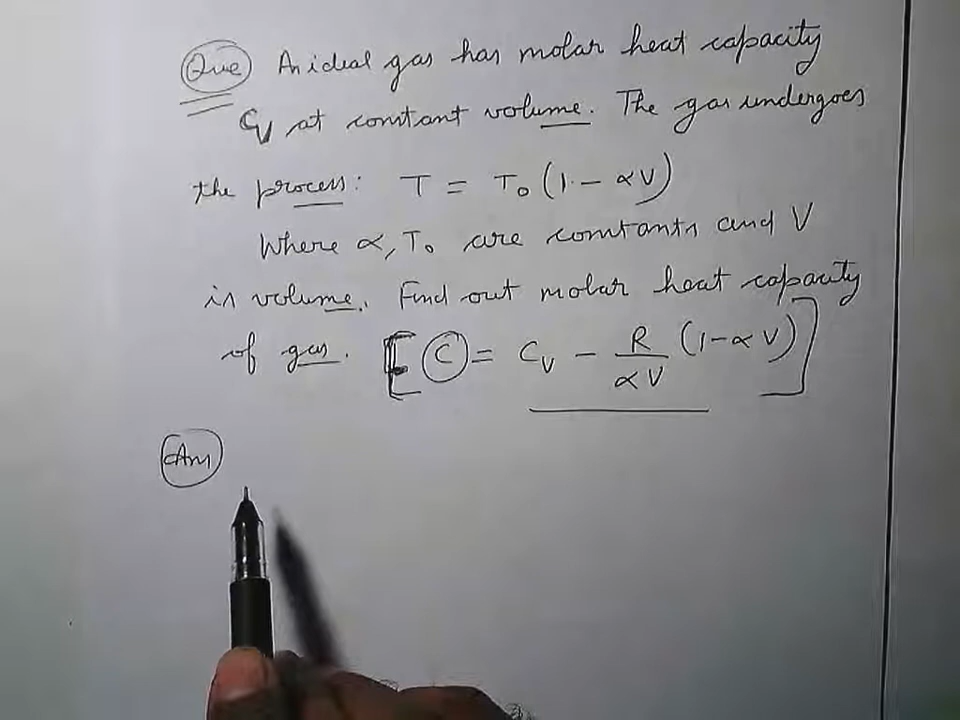 Que An ideal gas has molar heat capacity
Cv at constant volume. The gas undergoes
the process: T = T₀ (1 - αV)
Where α, T₀ are constants and V
is volume. Find out molar heat capacity
of gas. [C = Cv - R/αV (1-αV)]
Ans